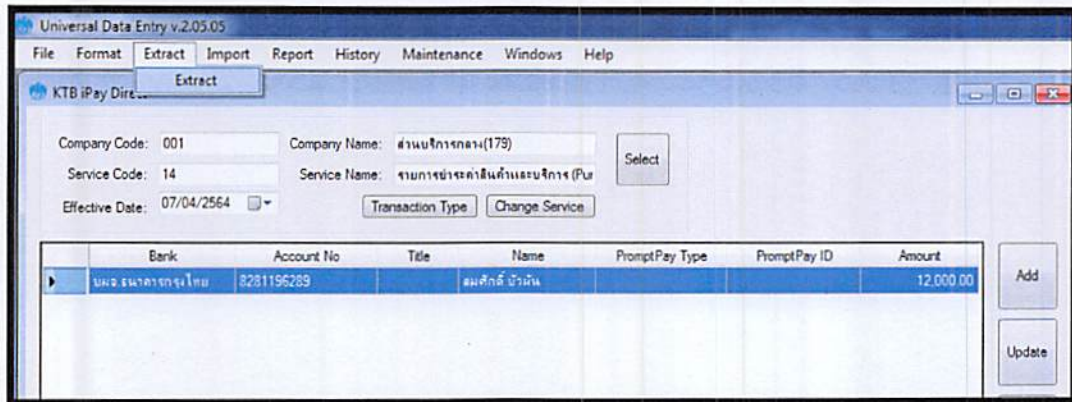 Universal Data Entry v.2.05.05
File Format Extract Import Report History Maintenance Windows Help
Extract
KTB iPay Direct
Company Code: 001 Company Name: ส่วนบริการกลาง(179) Select
Service Code: 14 Service Name: รายการชำระค่าสินค้าและบริการ (Pur
Effective Date: 07/04/2564 Transaction Type Change Service
Bank Account No Title Name PromptPay Type PromptPay ID Amount
บมจ.ธนาคารกรุงไทย 8281196289 สมศักดิ์ บัวผัน 12,000.00
Add
Update